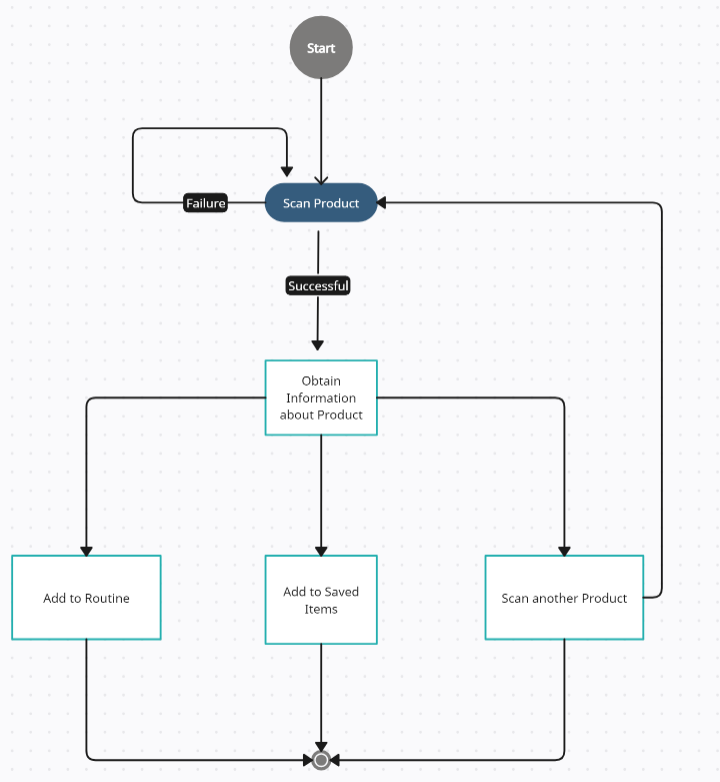 Start
Failure
Scan Product
Successful
Obtain
Information
about Product
Add to Routine
Add to Saved
Items
Scan another Product